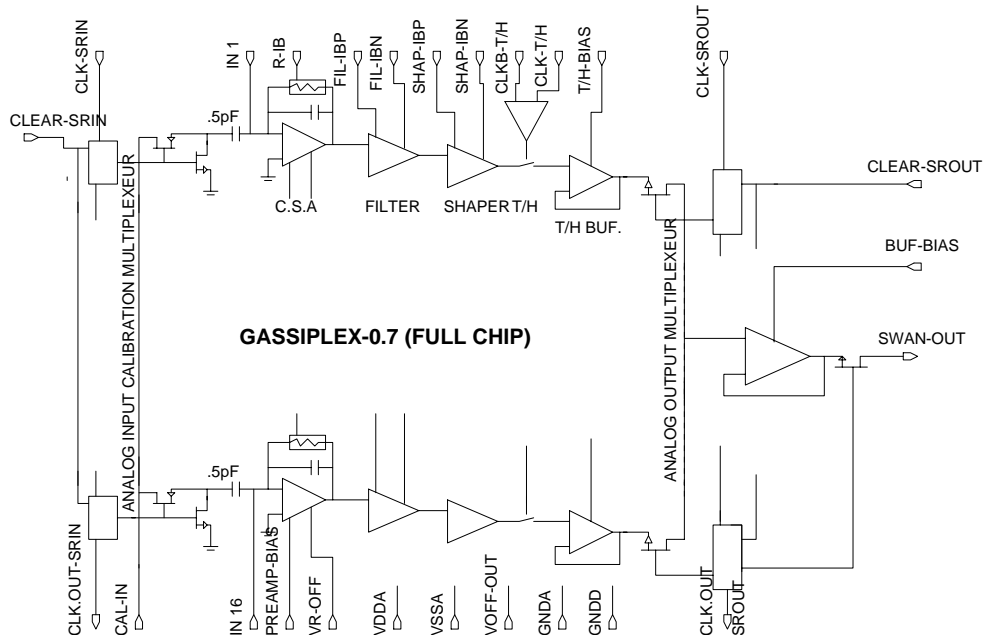 CLK-SRIN
IN 1
R-IB
FIL-IBP
FIL-IBN
SHAP-IBP
SHAP-IBN
CLKB-T/H
CLK-T/H
T/H-BIAS
CLK-SROUT
CLEAR-SRIN
.5pF
CLEAR-SROUT
C.S.A
FILTER
SHAPER T/H
T/H BUF.
BUF-BIAS
ANALOG INPUT CALIBRATION MULTIPLEXEUR
GASSIPLEX-0.7 (FULL CHIP)
ANALOG OUTPUT MULTIPLEXEUR
SWAN-OUT
.5pF
CLK.OUT-SRIN
CAL-IN
IN 16
PREAMP-BIAS
VR-OFF
VDDA
VSSA
VOFF-OUT
GNDA
GNDD
CLK.OUT
SROUT